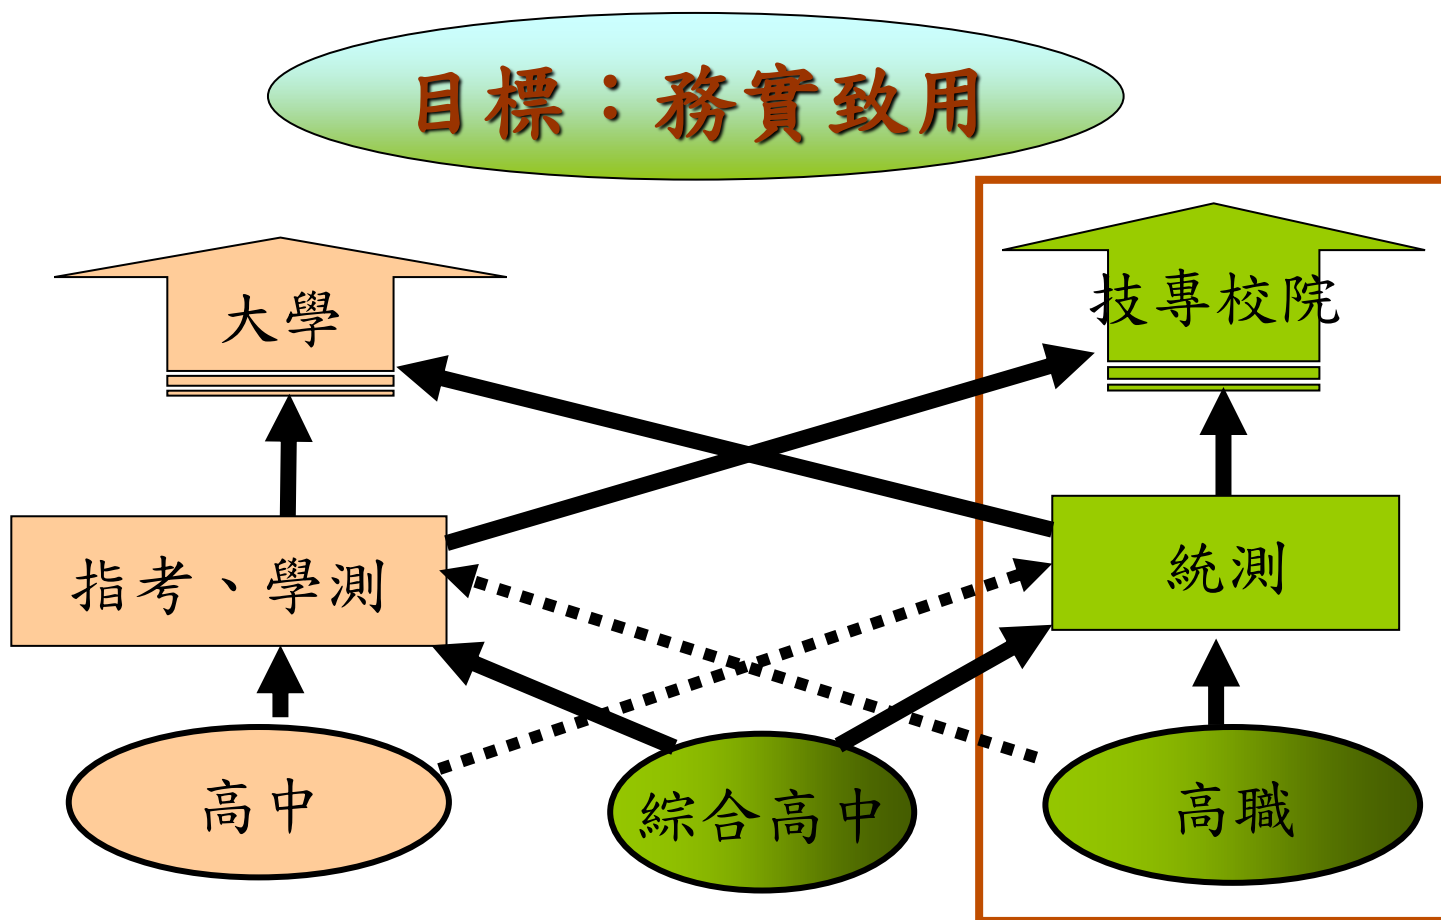 目標：務實致用
大學
技專校院
指考、學測
統測
高中
綜合高中
高職